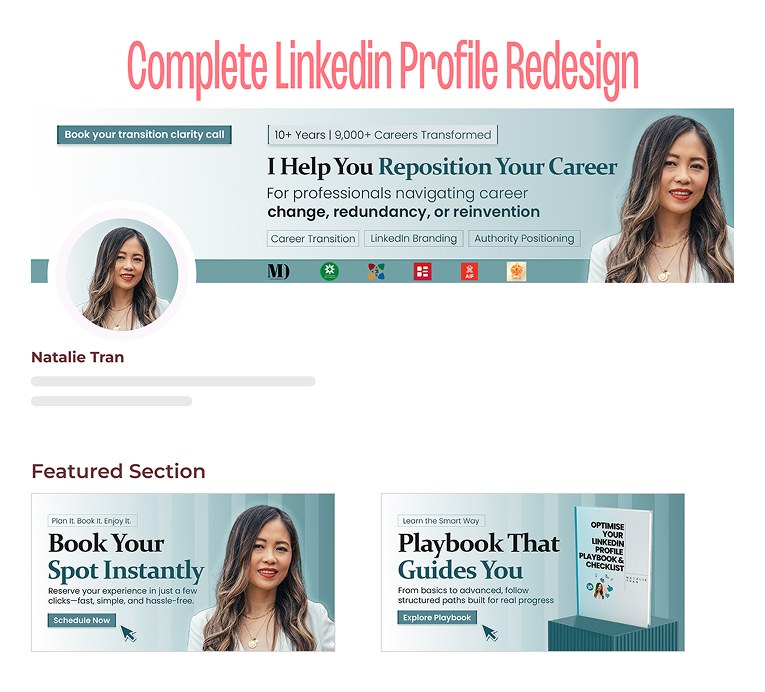 Complete Linkedin Profile Redesign
Book your transition clarity call
10+ Years | 9,000+ Careers Transformed
I Help You Reposition Your Career
For professionals navigating career
change, redundancy, or reinvention
Career Transition
LinkedIn Branding
Authority Positioning
M)
AIF
Natalie Tran
Featured Section
Plan It. Book It. Enjoy It.
Book Your
Spot Instantly
Reserve your experience in just a few
clicks—fast, simple, and hassle-free.
Schedule Now
Learn the Smart Way
Playbook That
Guides You
From basics to advanced, follow
structured paths built for real progress
Explore Playbook
OPTIMISE
YOUR
LINKEDIN
PROFILE
PLAYBOOK &
CHECKLIST